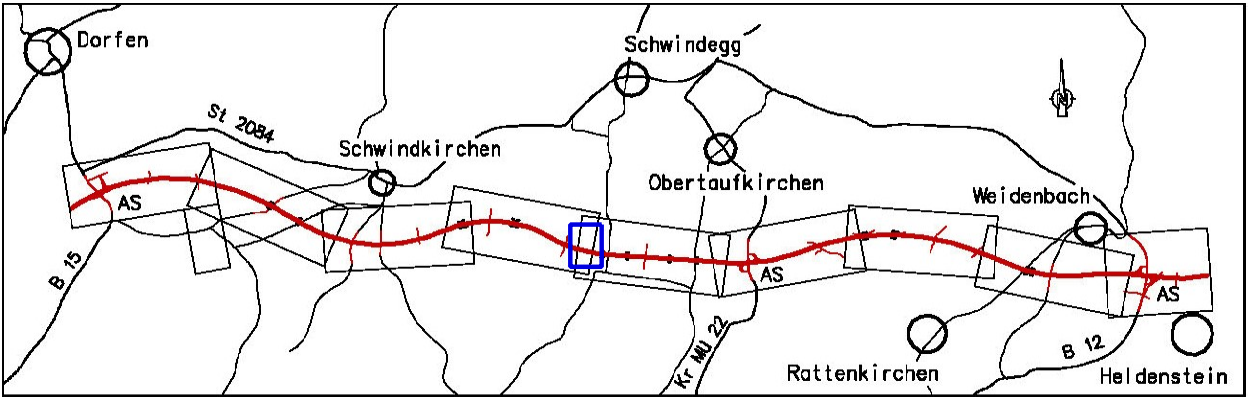 Dorfen
Schwindegg
St 2084
Schwindkirchen
N
Obertaufkirchen
Weidenbach
AS
B 15
AS
AS
Kr MÜ 22
B 12
Rattenkirchen
Heldenstein